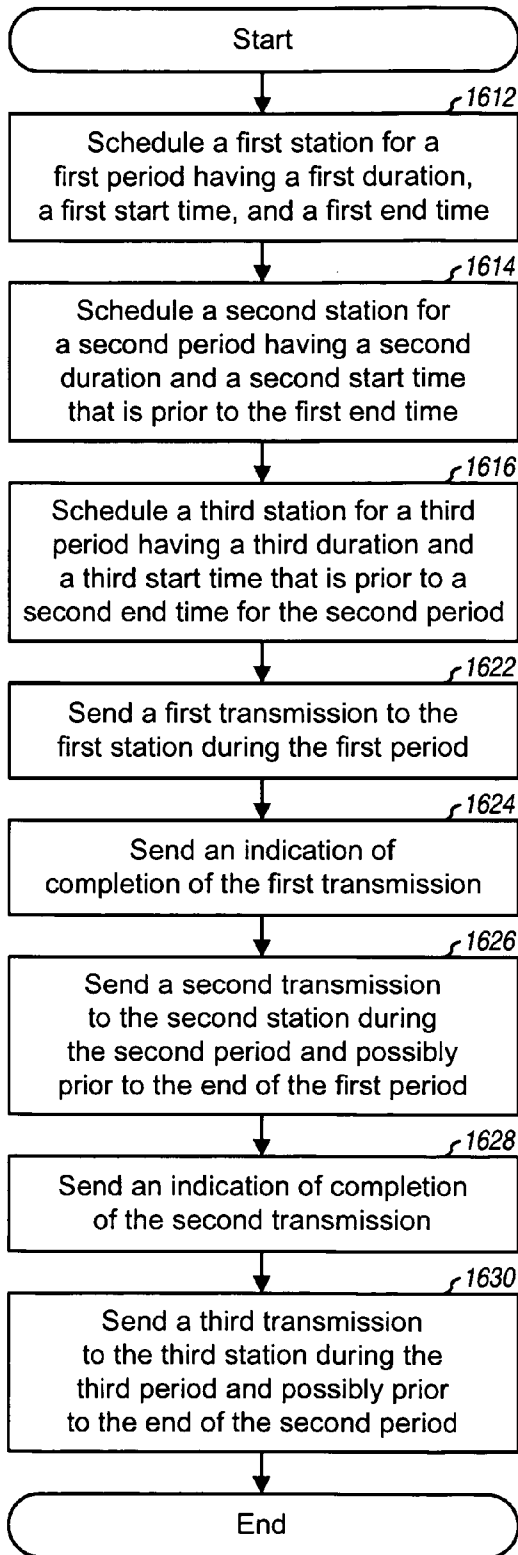 Start
1612
Schedule a first station for a
first period having a first duration,
a first start time, and a first end time
1614
Schedule a second station for
a second period having a second
duration and a second start time
that is prior to the first end time
1616
Schedule a third station for a third
period having a third duration and
a third start time that is prior to a
second end time for the second period
1622
Send a first transmission to the
first station during the first period
1624
Send an indication of
completion of the first transmission
1626
Send a second transmission
to the second station during
the second period and possibly
prior to the end of the first period
1628
Send an indication of completion
of the second transmission
1630
Send a third transmission
to the third station during the
third period and possibly prior
to the end of the second period
End